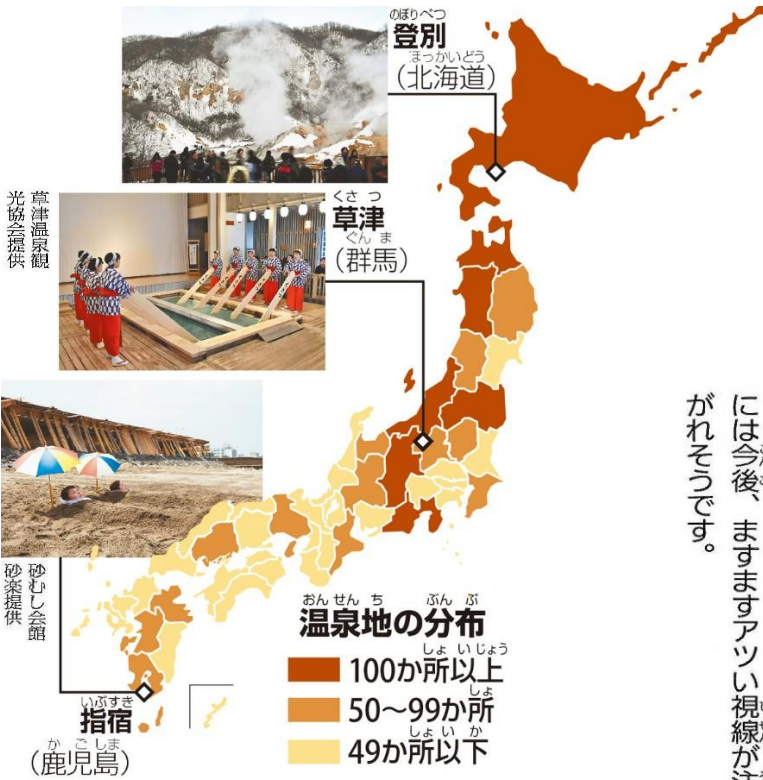 のぼりべつ
登別
ほっかいどう
（北海道）
草津温泉観
光協会提供
くさつ
草津
ぐんま
（群馬）
には今後、ますますアツい視線が注
がれそうです。
砂むし会館
砂楽提供
おんせんち ぶんぷ
温泉地の分布
しょ いじょう
100か所以上
しょ
50〜99か所
しょ い か
49か所以下
いぶすき
指宿
かごしま
（鹿児島）